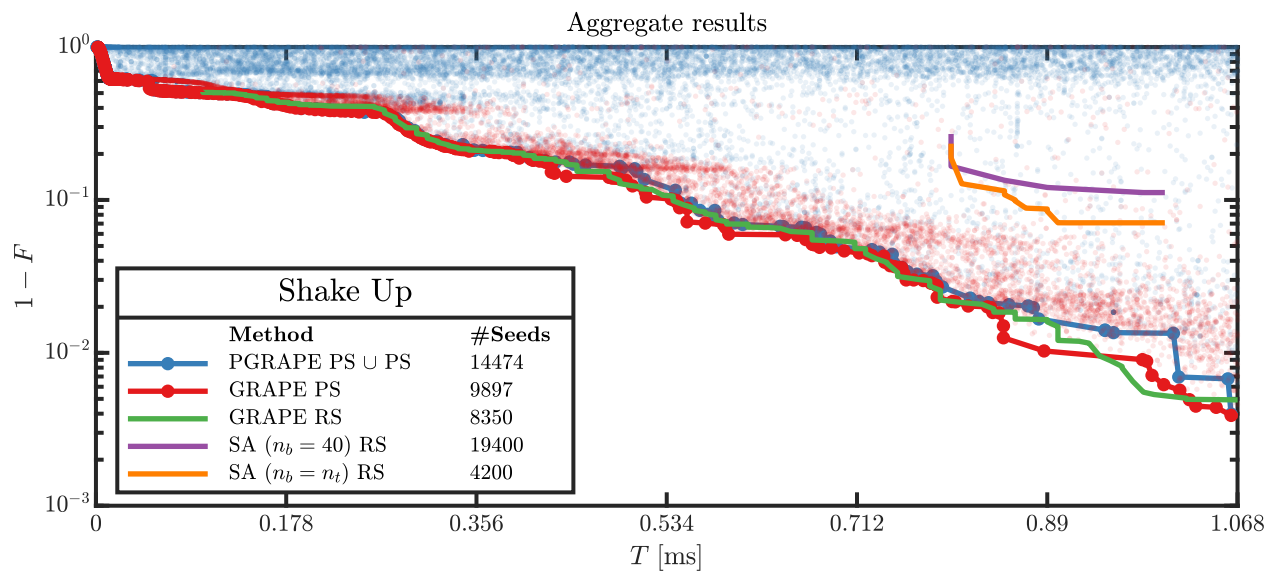 Aggregate results
10^0
10^{-1}
10^{-2}
10^{-3}
1 − F
Shake Up
Method #Seeds
PGRAPE PS ∪ PS 14474
GRAPE PS 9897
GRAPE RS 8350
SA (n_b = 40) RS 19400
SA (n_b = n_t) RS 4200
0 0.178 0.356 0.534 0.712 0.89 1.068
T [ms]